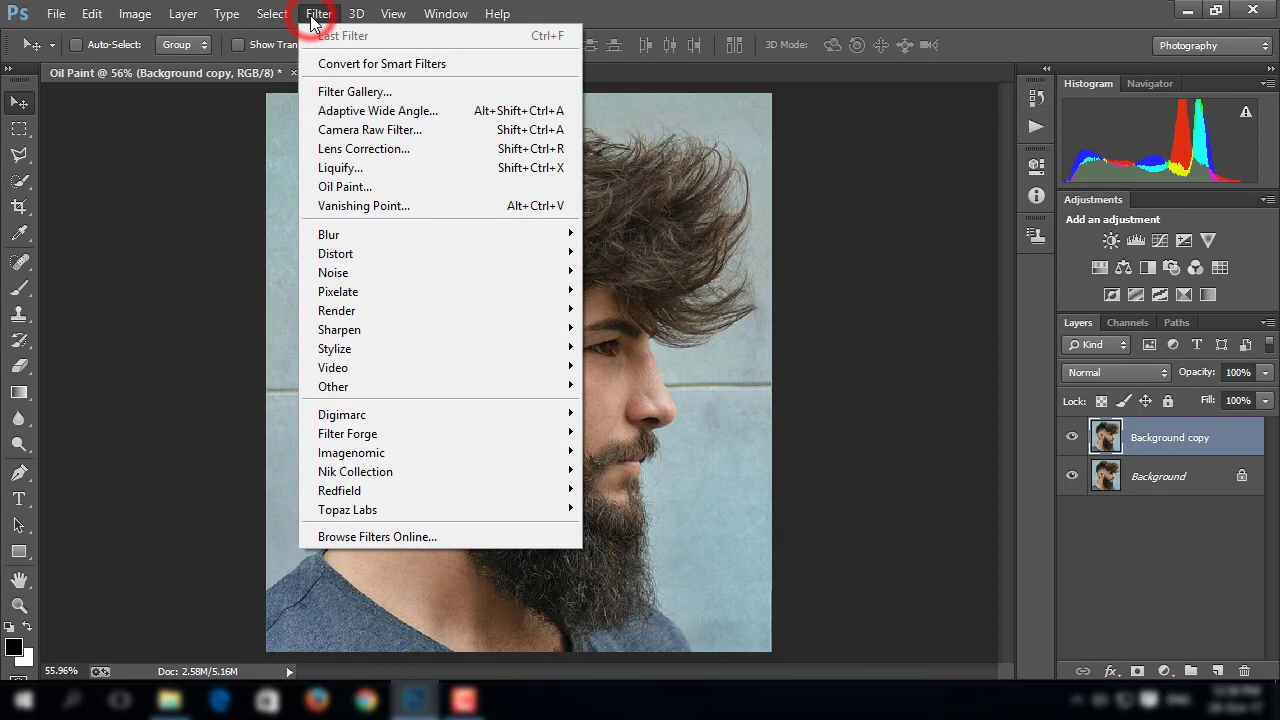 Ps File Edit Image Layer Type Select Filter 3D View Window Help
Auto-Select: Group Show Tran 3D Mode: Photography
Oil Paint @ 56% (Background copy, RGB/8) * ×
Last Filter Ctrl+F
Convert for Smart Filters
Filter Gallery...
Adaptive Wide Angle... Alt+Shift+Ctrl+A
Camera Raw Filter... Shift+Ctrl+A
Lens Correction... Shift+Ctrl+R
Liquify... Shift+Ctrl+X
Oil Paint...
Vanishing Point... Alt+Ctrl+V
Blur
Distort
Noise
Pixelate
Render
Sharpen
Stylize
Video
Other
Digimarc
Filter Forge
Imagenomic
Nik Collection
Redfield
Topaz Labs
Browse Filters Online...
Histogram Navigator
Adjustments
Add an adjustment
Layers Channels Paths
Kind
Normal Opacity: 100%
Lock: Fill: 100%
Background copy
Background
55.96% Doc: 2.58M/5.16M